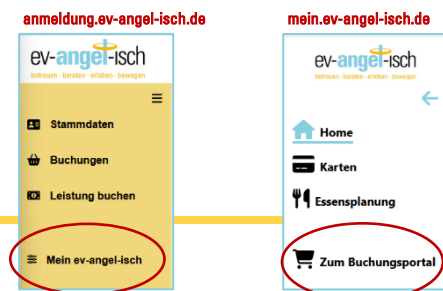 anmeldung.ev-angel-isch.de
ev-angel-isch
betreuen - beraten - erleben - bewegen
Stammdaten
Buchungen
Leistung buchen
Mein ev-angel-isch
mein.ev-angel-isch.de
ev-angel-isch
betreuen - beraten - erleben - bewegen
Home
Karten
Essensplanung
Zum Buchungsportal